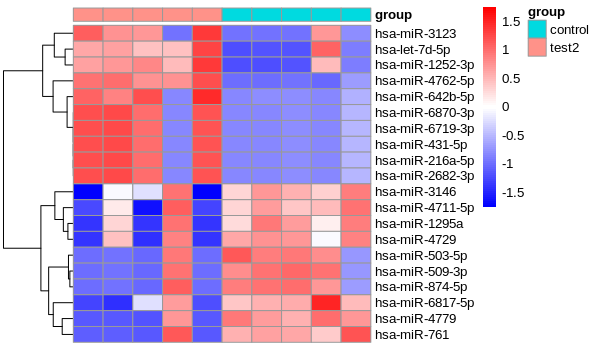 group
hsa-miR-3123
hsa-let-7d-5p
hsa-miR-1252-3p
hsa-miR-4762-5p
hsa-miR-642b-5p
hsa-miR-6870-3p
hsa-miR-6719-3p
hsa-miR-431-5p
hsa-miR-216a-5p
hsa-miR-2682-3p
hsa-miR-3146
hsa-miR-4711-5p
hsa-miR-1295a
hsa-miR-4729
hsa-miR-503-5p
hsa-miR-509-3p
hsa-miR-874-5p
hsa-miR-6817-5p
hsa-miR-4779
hsa-miR-761
1.5
1
0.5
0
-0.5
-1
-1.5
group
control
test2